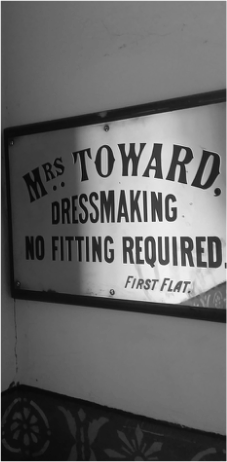 MRS. TOWARD,
DRESSMAKING
NO FITTING REQUIRED.
FIRST FLAT.